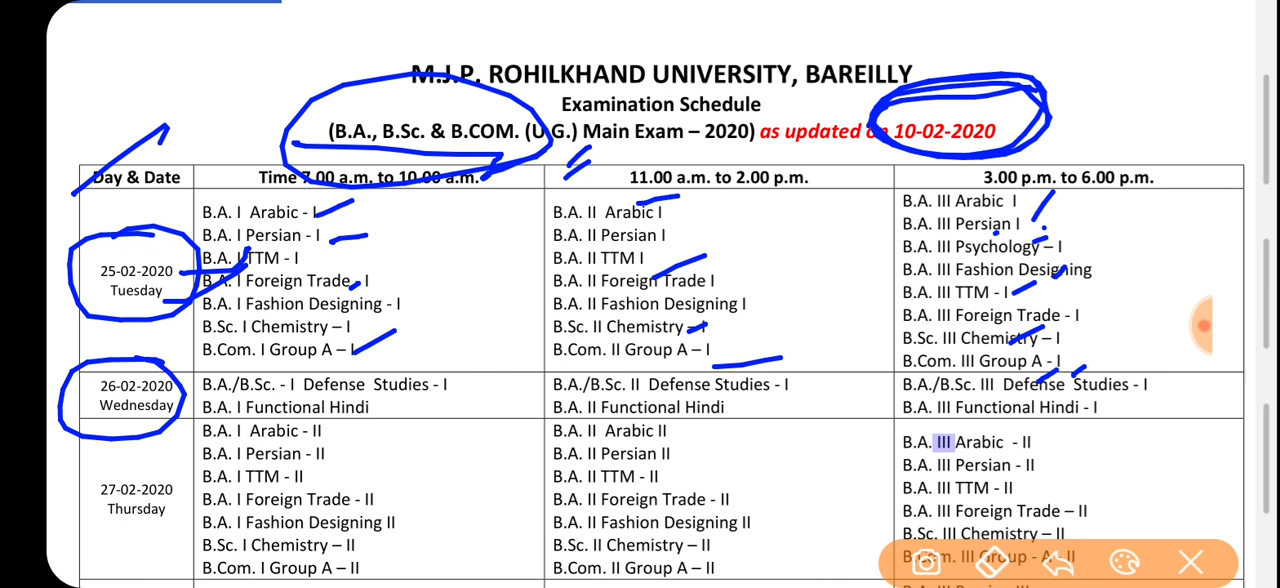 M.J.P. ROHILKHAND UNIVERSITY, BAREILLY
Examination Schedule
(B.A., B.Sc. & B.COM. (U.G.) Main Exam – 2020) as updated on 10-02-2020
Day & Date
Time 7.00 a.m. to 10.00 a.m.
11.00 a.m. to 2.00 p.m.
3.00 p.m. to 6.00 p.m.
25-02-2020
Tuesday
B.A. I Arabic - I
B.A. I Persian - I
B.A. I TTM - I
B.A. I Foreign Trade - I
B.A. I Fashion Designing - I
B.Sc. I Chemistry – I
B.Com. I Group A – I
B.A. II Arabic I
B.A. II Persian I
B.A. II TTM I
B.A. II Foreign Trade I
B.A. II Fashion Designing I
B.Sc. II Chemistry – I
B.Com. II Group A – I
B.A. III Arabic I
B.A. III Persian I
B.A. III Psychology – I
B.A. III Fashion Designing
B.A. III TTM - I
B.A. III Foreign Trade - I
B.Sc. III Chemistry – I
B.Com. III Group A - I
26-02-2020
Wednesday
B.A./B.Sc. - I Defense Studies - I
B.A. I Functional Hindi
B.A./B.Sc. II Defense Studies - I
B.A. II Functional Hindi
B.A./B.Sc. III Defense Studies - I
B.A. III Functional Hindi - I
27-02-2020
Thursday
B.A. I Arabic - II
B.A. I Persian - II
B.A. I TTM - II
B.A. I Foreign Trade - II
B.A. I Fashion Designing II
B.Sc. I Chemistry – II
B.Com. I Group A – II
B.A. II Arabic II
B.A. II Persian II
B.A. II TTM - II
B.A. II Foreign Trade - II
B.A. II Fashion Designing II
B.Sc. II Chemistry – II
B.Com. II Group A – II
B.A. III Arabic - II
B.A. III Persian - II
B.A. III TTM - II
B.A. III Foreign Trade – II
B.Sc. III Chemistry – II
B.Com. III Group - A - II